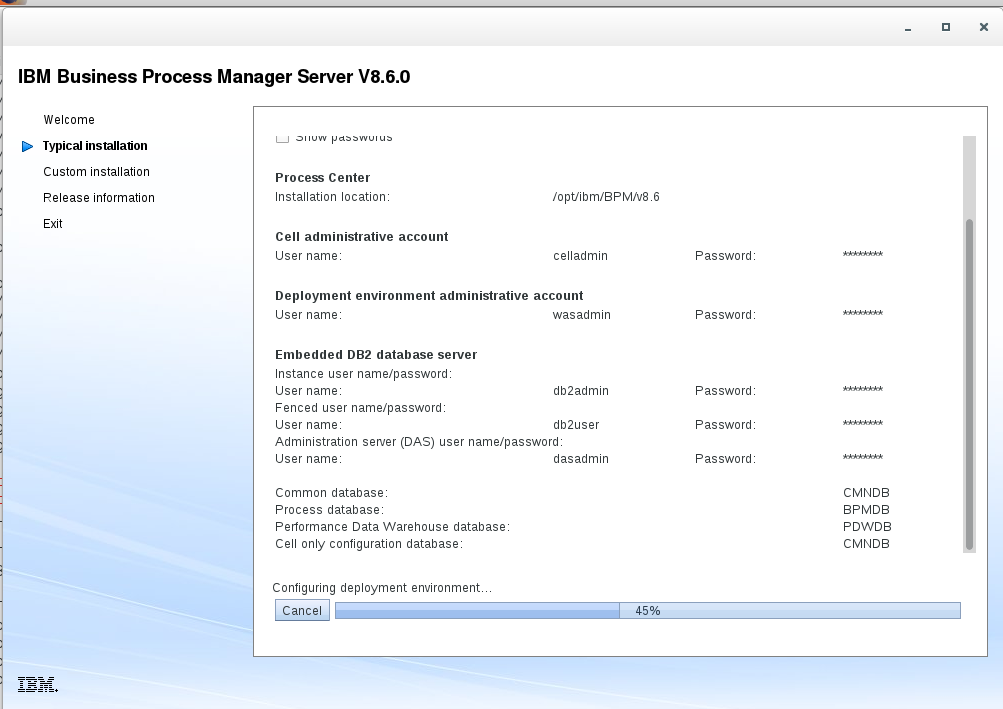 IBM Business Process Manager Server V8.6.0
Welcome
Typical installation
Custom installation
Release information
Exit
Show passwords
Process Center
Installation location: /opt/ibm/BPM/v8.6
Cell administrative account
User name: celladmin Password: ********
Deployment environment administrative account
User name: wasadmin Password: ********
Embedded DB2 database server
Instance user name/password:
User name: db2admin Password: ********
Fenced user name/password:
User name: db2user Password: ********
Administration server (DAS) user name/password:
User name: dasadmin Password: ********
Common database: CMNDB
Process database: BPMDB
Performance Data Warehouse database: PDWDB
Cell only configuration database: CMNDB
Configuring deployment environment...
Cancel 45%
IBM.